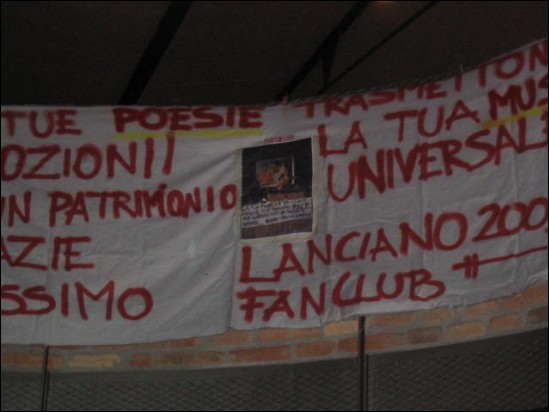 TUE POESIE TRASMETTON
OZIONI! LA TUA MUS
UN PATRIMONIO UNIVERSALE
AZIE LANCIANO 200
SSIMO FANCLUB